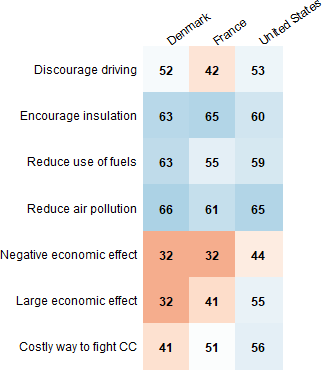 Denmark France United States
Discourage driving 52 42 53
Encourage insulation 63 65 60
Reduce use of fuels 63 55 59
Reduce air pollution 66 61 65
Negative economic effect 32 32 44
Large economic effect 32 41 55
Costly way to fight CC 41 51 56